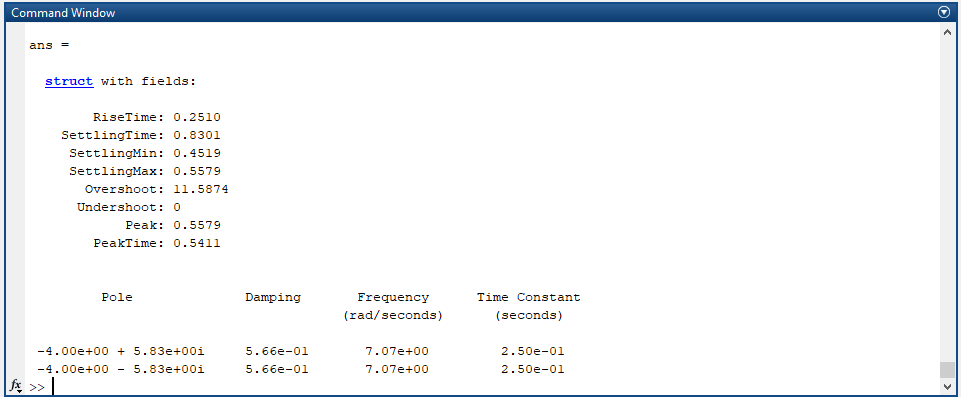 Command Window
ans =
struct with fields:
RiseTime: 0.2510
SettlingTime: 0.8301
SettlingMin: 0.4519
SettlingMax: 0.5579
Overshoot: 11.5874
Undershoot: 0
Peak: 0.5579
PeakTime: 0.5411
Pole Damping Frequency Time Constant
(rad/seconds) (seconds)
-4.00e+00 + 5.83e+00i 5.66e-01 7.07e+00 2.50e-01
-4.00e+00 - 5.83e+00i 5.66e-01 7.07e+00 2.50e-01
fx >>